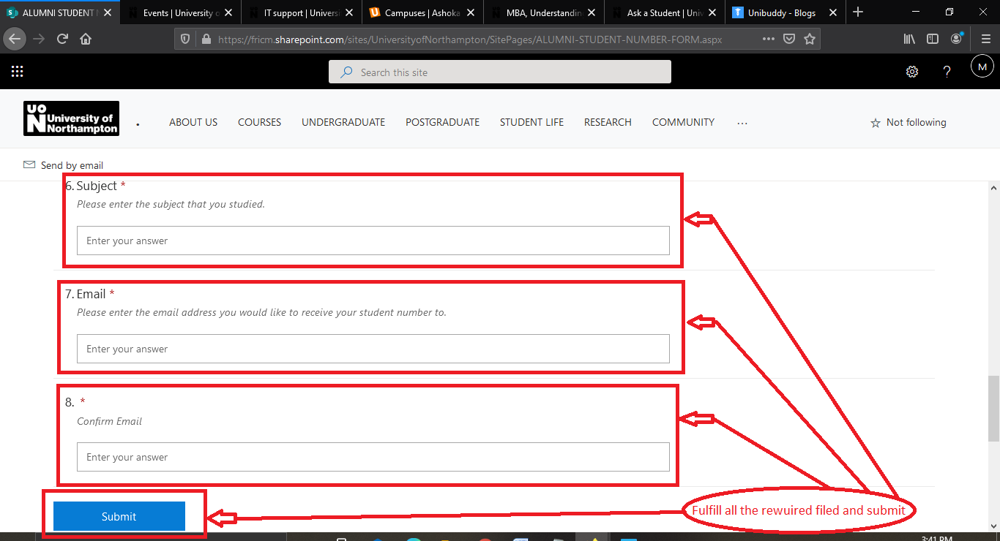 ALUMNI STUDENT
Events | University o
IT support | Universi
Campuses | Ashoka
MBA, Understandin
Ask a Student | Univ
Unibuddy - Blogs
https://fricm.sharepoint.com/sites/UniversityofNorthampton/SitePages/ALUMNI-STUDENT-NUMBER-FORM.aspx
Search this site
?
M
UO
N University of
Northampton
.
ABOUT US
COURSES
UNDERGRADUATE
POSTGRADUATE
STUDENT LIFE
RESEARCH
COMMUNITY
...
Not following
Send by email
6. Subject *
Please enter the subject that you studied.
Enter your answer
7. Email *
Please enter the email address you would like to receive your student number to.
Enter your answer
8. *
Confirm Email
Enter your answer
Submit
Fulfill all the rewuired filed and submit
3:41 PM